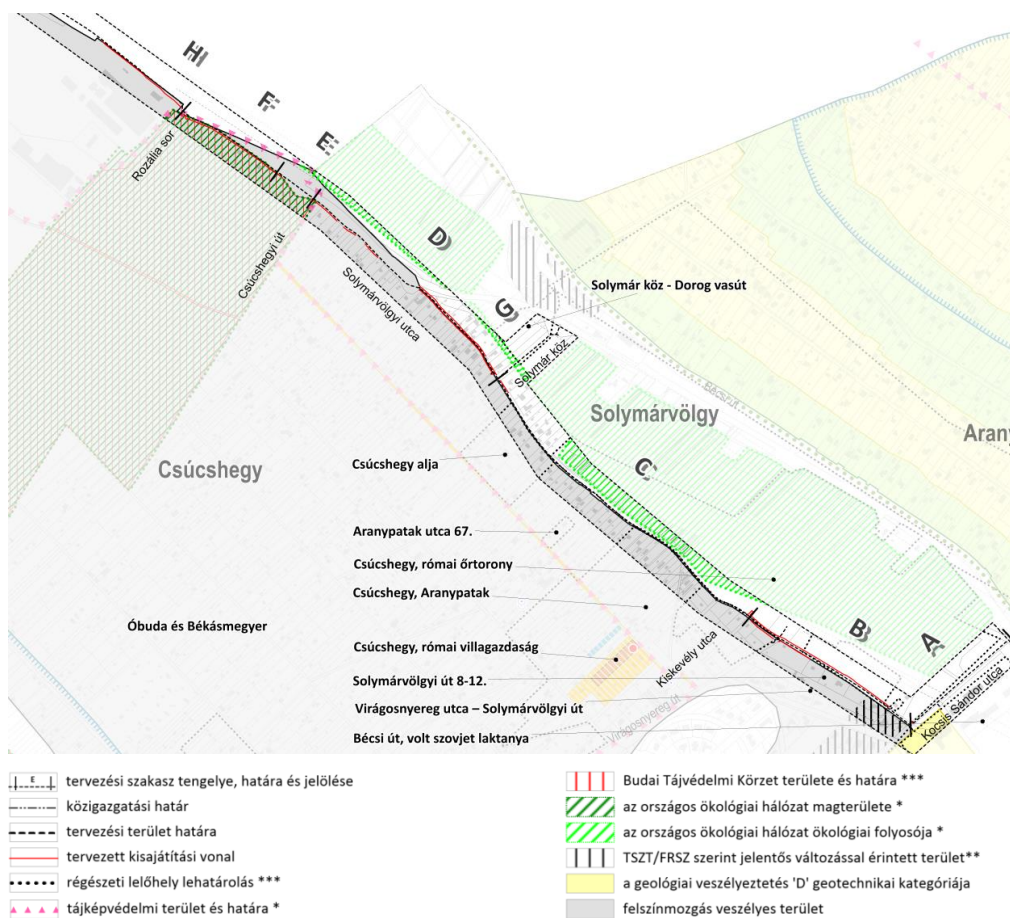 H
F
E
Rozália sor
D
Csúcshegyi út
Solymár köz - Dorog vasút
Solymárvölgyi utca
G
Solymár köz
Bécsi út
Solymárvölgy
Arany
Csúcshegy
Csúcshegy alja
C
Aranypatak utca 67.
Csúcshegy, római őrtorony
Csúcshegy, Aranypatak
Óbuda és Békásmegyer
B
A
Csúcshegy, római villagazdaság
Kiskevély utca
Solymárvölgyi út 8-12.
Virágosnyereg utca – Solymárvölgyi út
Kocsis Sándor utca
Virágosnyereg út
Bécsi út, volt szovjet laktanya
E
tervezési szakasz tengelye, határa és jelölése
közigazgatási határ
tervezési terület határa
tervezett kisajátítási vonal
régészeti lelőhely lehatárolás ***
tájképvédelmi terület és határa *
Budai Tájvédelmi Körzet területe és határa ***
az országos ökológiai hálózat magterülete *
az országos ökológiai hálózat ökológiai folyosója *
TSZT/FRSZ szerint jelentős változással érintett terület**
a geológiai veszélyeztetés 'D' geotechnikai kategóriája
felszínmozgás veszélyes terület